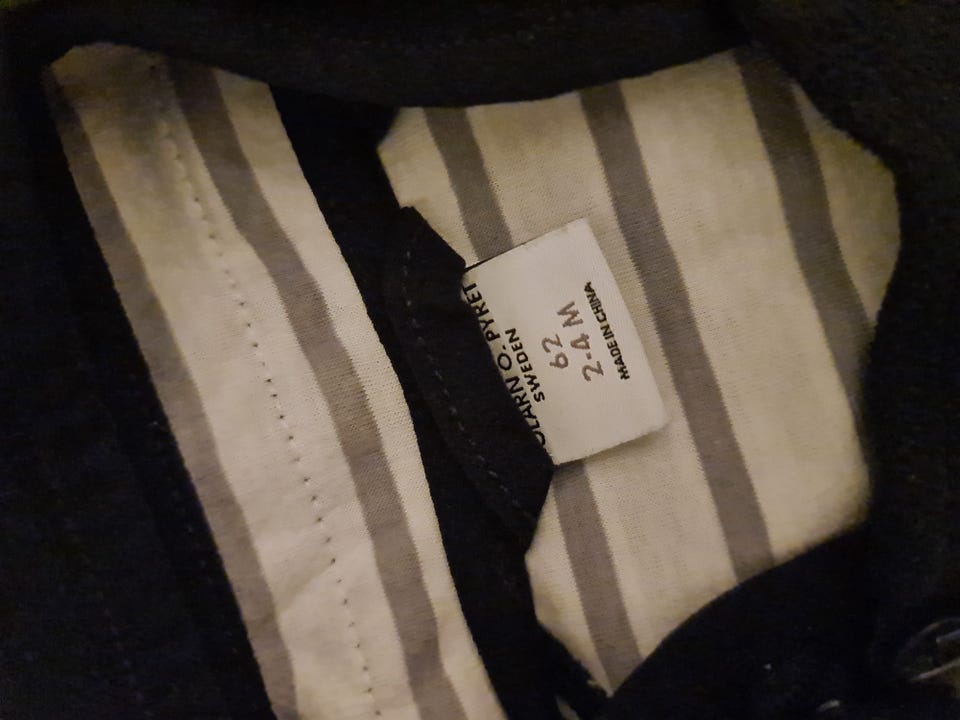 OLARN O. PYRET
SWEDEN
62
2-4 M
MADE IN CHINA